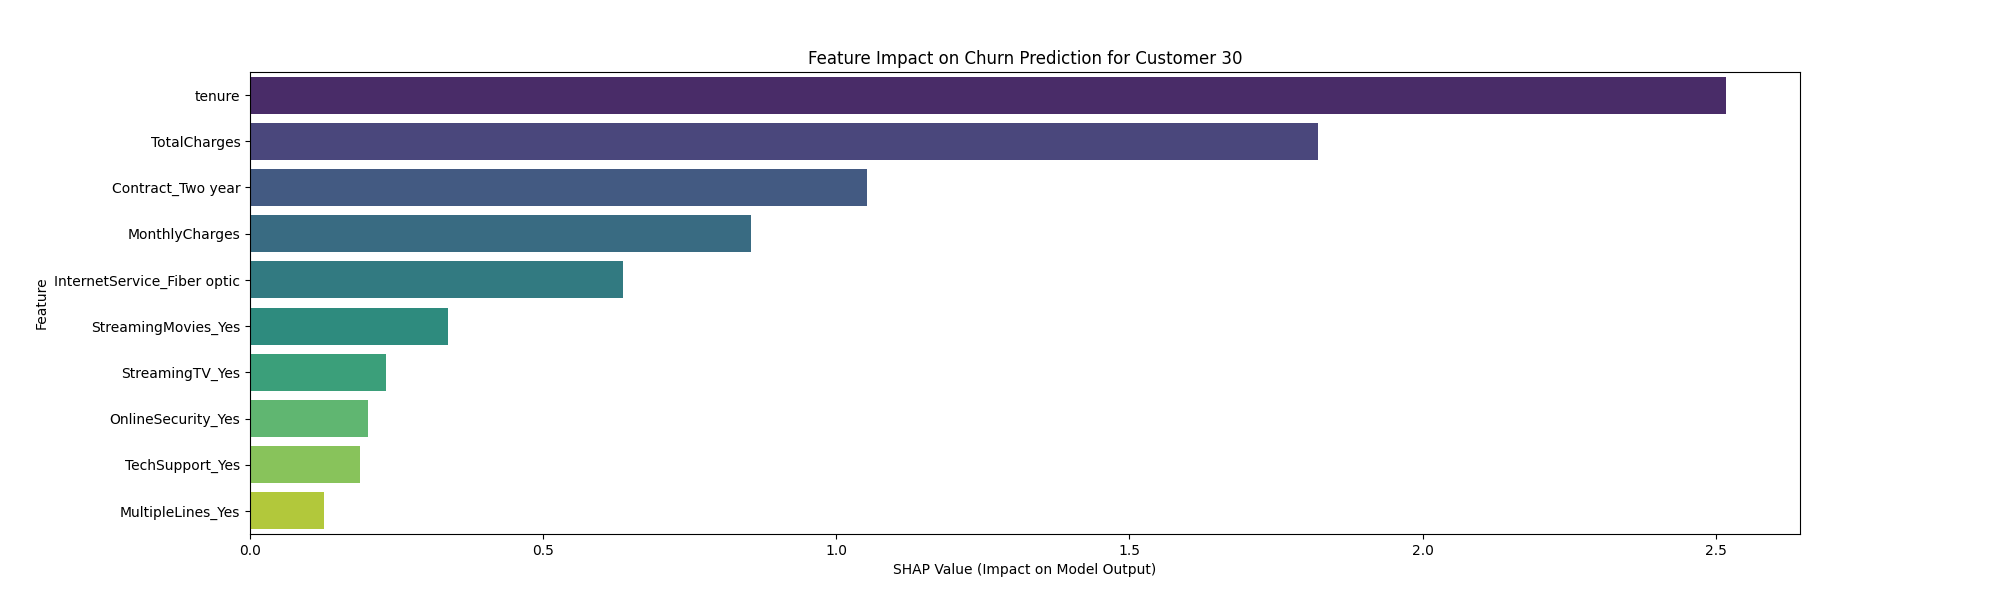 Feature Impact on Churn Prediction for Customer 30
Feature
tenure
TotalCharges
Contract_Two year
MonthlyCharges
InternetService_Fiber optic
StreamingMovies_Yes
StreamingTV_Yes
OnlineSecurity_Yes
TechSupport_Yes
MultipleLines_Yes
0.0 0.5 1.0 1.5 2.0 2.5
SHAP Value (Impact on Model Output)